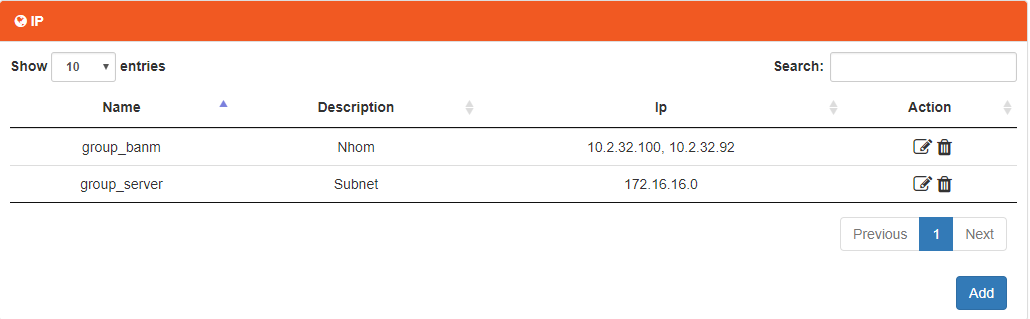 IP
Show 10 entries Search:
Name Description Ip Action
group_banm Nhom 10.2.32.100, 10.2.32.92
group_server Subnet 172.16.16.0
Previous 1 Next
Add